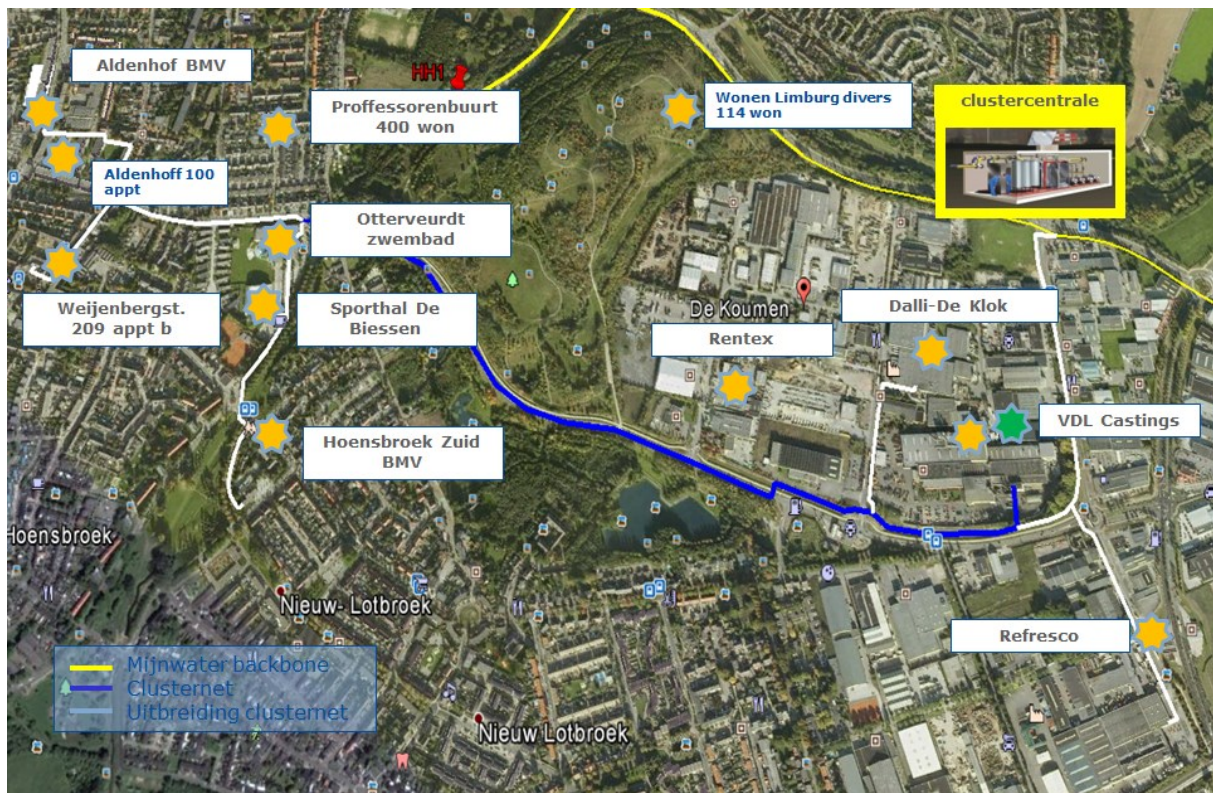 Aldenhof BMV
HH1
Proffessorenbuurt
400 won
Wonen Limburg divers
114 won
clustercentrale
Aldenhoff 100
appt
Otterveurdt
zwembad
Weijenbergst.
209 appt b
Sporthal De
Biessen
De Koumen
Rentex
Dalli-De Klok
VDL Castings
Hoensbroek Zuid
BMV
Hoensbroek
Nieuw- Lotbroek
Refresco
Mijnwater backbone
Clusternet
Uitbreiding clusternet
Nieuw Lotbroek